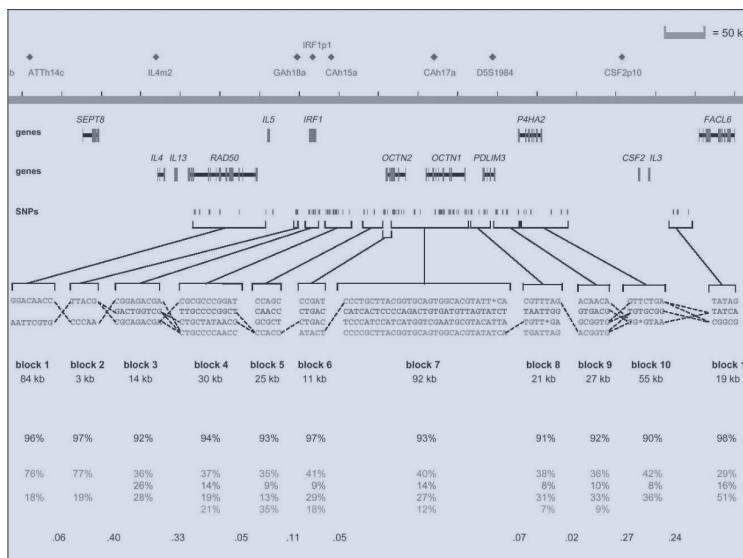 = 50 k
IRF1p1
b ATTh14c IL4m2 GAh18a CAh15a CAh17a D5S1984 CSF2p10
SEPT8 IL5 IRF1 P4HA2 FACL6
genes
IL4 IL13 RAD50 OCTN2 OCTN1 PDLIM3 CSF2 IL3
genes
SNPs
GGACAACC TTACG CGGAGACGA CGCGCCCGGAT CCAGC CCGAT CCCTGCTTACGGTGCAGTGGCACGTATT*CA CGTTTAG ACAACA GTTCTGA TATAG
GACTGGTCG TTGCCCCGGCT CAACC CTGAC CATCACTCCCCAGACTGTGATGTTAGTATCT TAATTGG GTGACG TGTGCGG TATCA
AATTCGTG CCCAA CGCAGACGA CTGCTATAACC GCGCT CTGAC TCCCATCCATCATGGTCGAATGCGTACATTA TGTT*GA GCGGTG TG*GTAA CGGCG
CTGCCCCAACC CCACC ATACT CCCCGCTTACGGTGCAGTGGCACGTATATCA TGATTAG ACGGTG
block 1 block 2 block 3 block 4 block 5 block 6 block 7 block 8 block 9 block 10 block 1
84 kb 3 kb 14 kb 30 kb 25 kb 11 kb 92 kb 21 kb 27 kb 55 kb 19 kb
96% 97% 92% 94% 93% 97% 93% 91% 92% 90% 98%
76% 77% 36% 37% 35% 41% 40% 38% 36% 42% 29%
26% 14% 9% 9% 14% 8% 10% 8% 16%
18% 19% 28% 19% 13% 29% 27% 31% 33% 36% 51%
21% 35% 18% 12% 7% 9%
.06 .40 .33 .05 .11 .05 .07 .02 .27 .24